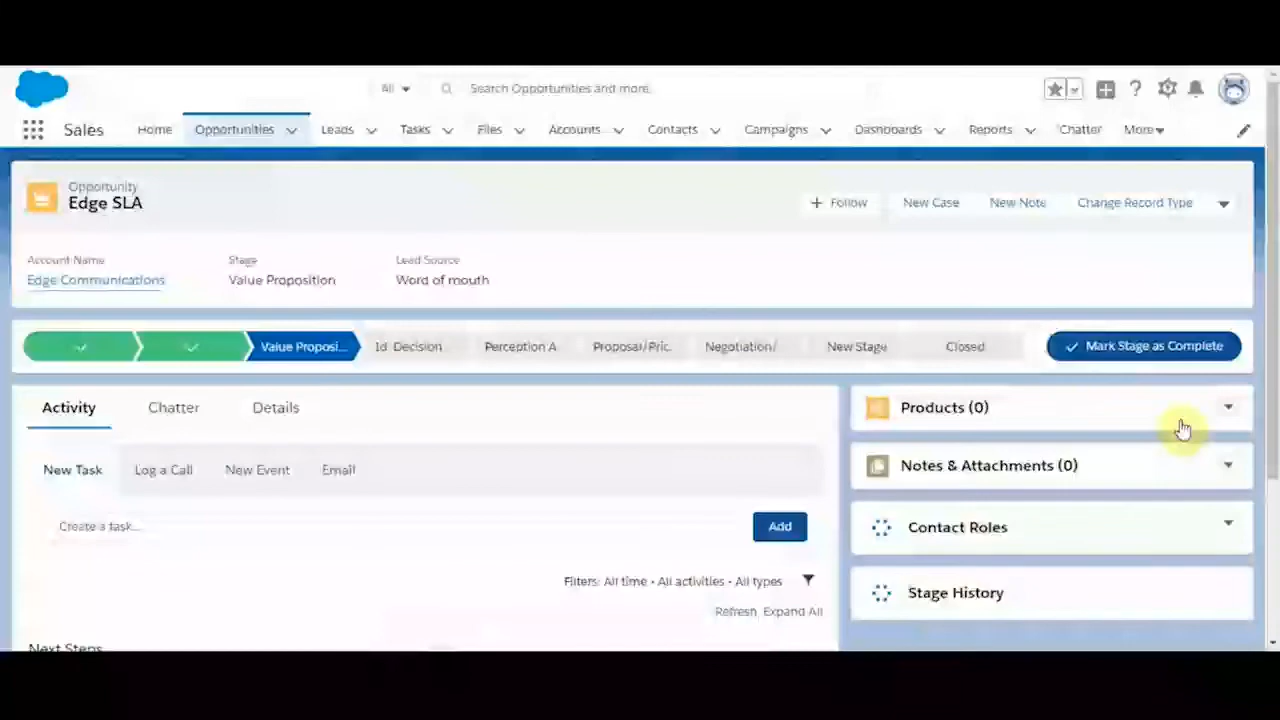 All
Search Opportunities and more.
Sales
Home
Opportunities
Leads
Tasks
Files
Accounts
Contacts
Campaigns
Dashboards
Reports
Chatter
More
Opportunity
Edge SLA
+ Follow
New Case
New Note
Change Record Type
Account Name
Stage
Lead Source
Edge Communications
Value Proposition
Word of mouth
Value Proposi...
Id. Decision
Perception A
Proposal/Pric.
Negotiation/
New Stage
Closed
Mark Stage as Complete
Activity
Chatter
Details
New Task
Log a Call
New Event
Email
Create a task...
Add
Filters: All time • All activities • All types
Refresh Expand All
Next Steps
Products (0)
Notes & Attachments (0)
Contact Roles
Stage History